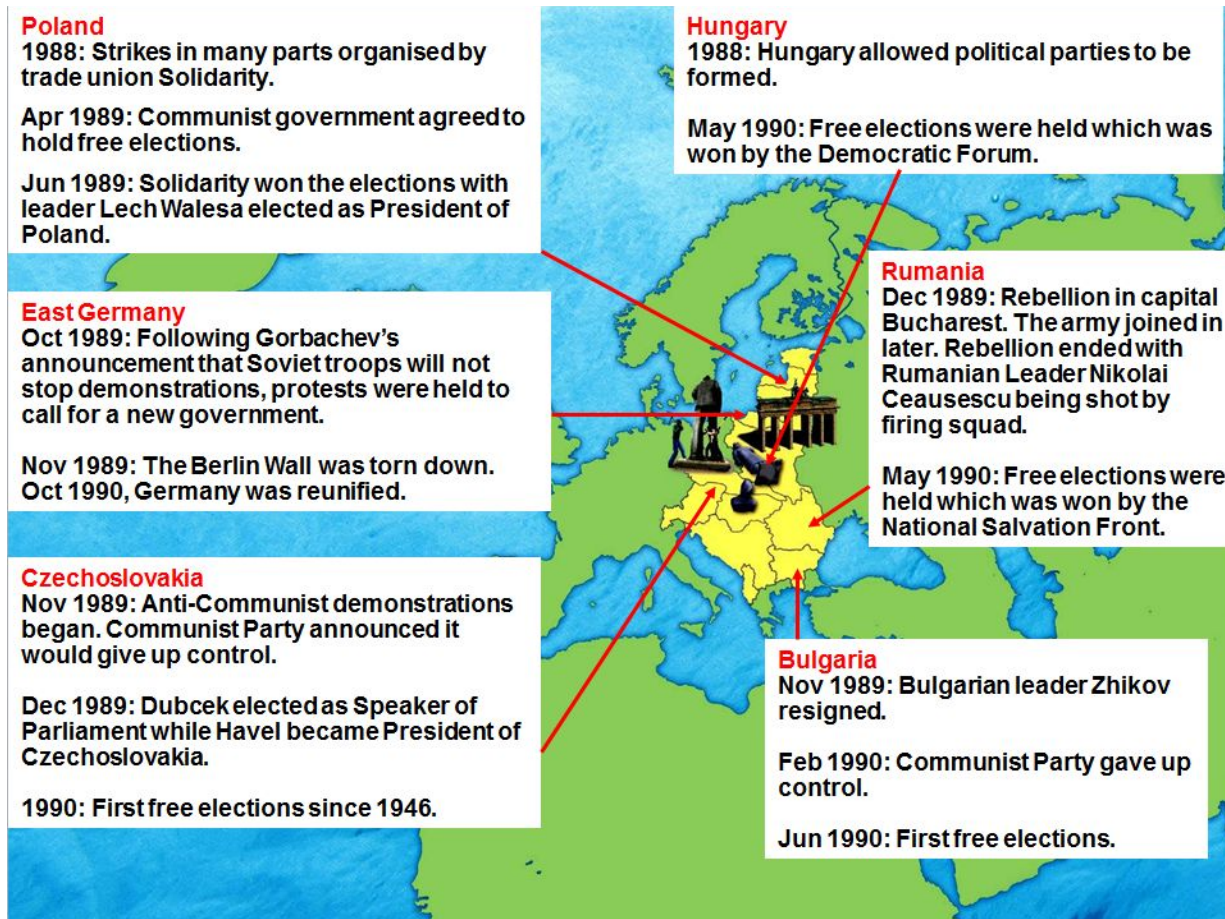 Poland
1988: Strikes in many parts organised by
trade union Solidarity.
Apr 1989: Communist government agreed to
hold free elections.
Jun 1989: Solidarity won the elections with
leader Lech Walesa elected as President of
Poland.
Hungary
1988: Hungary allowed political parties to be
formed.
May 1990: Free elections were held which was
won by the Democratic Forum.
East Germany
Oct 1989: Following Gorbachev's
announcement that Soviet troops will not
stop demonstrations, protests were held to
call for a new government.
Nov 1989: The Berlin Wall was torn down.
Oct 1990, Germany was reunified.
Rumania
Dec 1989: Rebellion in capital
Bucharest. The army joined in
later. Rebellion ended with
Rumanian Leader Nikolai
Ceausescu being shot by
firing squad.
May 1990: Free elections were
held which was won by the
National Salvation Front.
Czechoslovakia
Nov 1989: Anti-Communist demonstrations
began. Communist Party announced it
would give up control.
Dec 1989: Dubcek elected as Speaker of
Parliament while Havel became President of
Czechoslovakia.
1990: First free elections since 1946.
Bulgaria
Nov 1989: Bulgarian leader Zhikov
resigned.
Feb 1990: Communist Party gave up
control.
Jun 1990: First free elections.